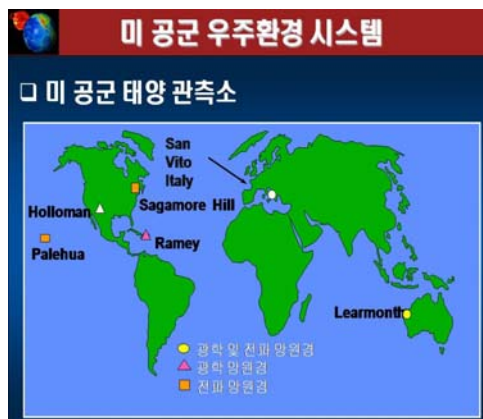 미 공군 우주환경 시스템
❑ 미 공군 태양 관측소
San
Vito
Italy
Sagamore Hill
Holloman
Ramey
Palehua
Learmonth
광학 및 전파 망원경
광학 망원경
전파 망원경